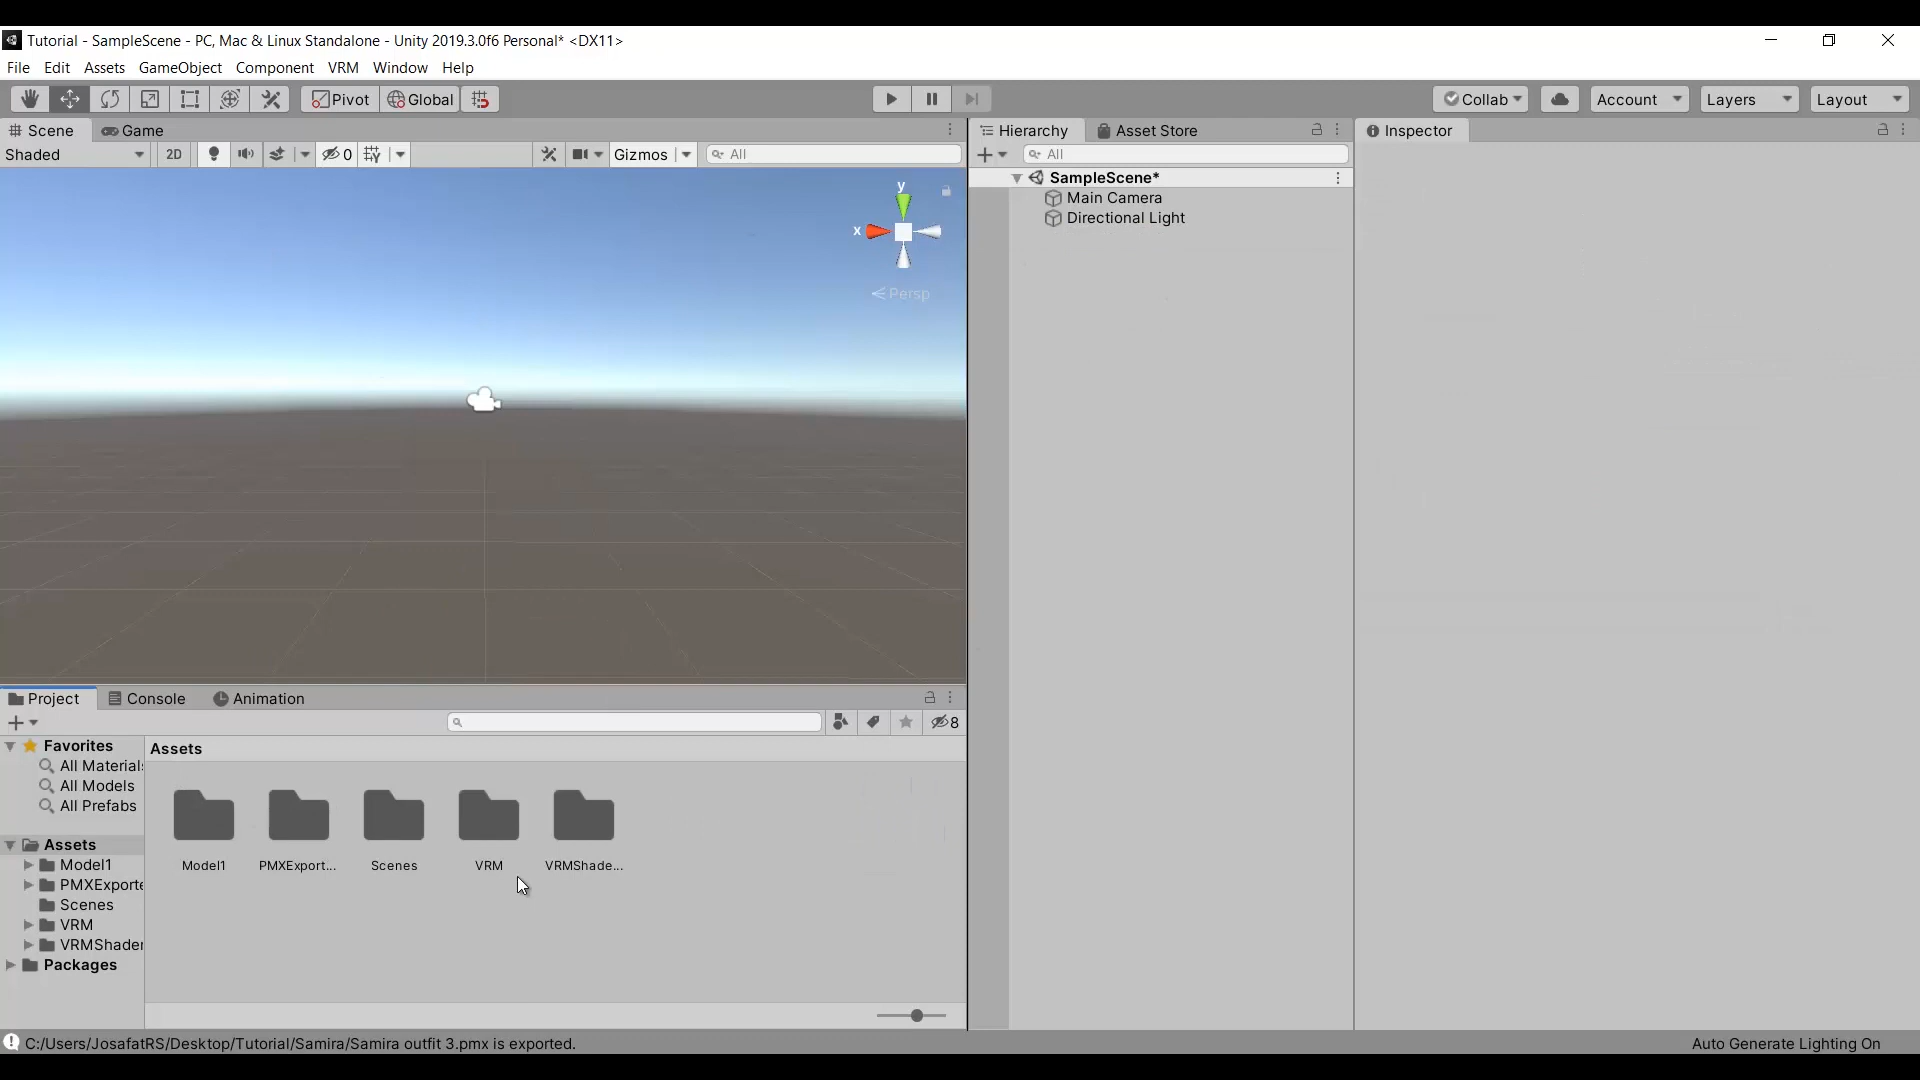 Tutorial - SampleScene - PC, Mac & Linux Standalone - Unity 2019.3.0f6 Personal* <DX11>
File Edit Assets GameObject Component VRM Window Help
Pivot Global Collab Account Layers Layout
Scene Game Hierarchy Asset Store Inspector
Shaded 2D 0 Gizmos All All
SampleScene*
Main Camera
Directional Light
y
x
Persp
Project Console Animation
8
Favorites
Assets
All Material
All Models
All Prefabs
Assets
Model1
PMXExporte
Scenes
VRM
VRMShader
Packages
Model1 PMXExport... Scenes VRM VRMShade...
C:/Users/JosafatRS/Desktop/Tutorial/Samira/Samira outfit 3.pmx is exported.
Auto Generate Lighting On